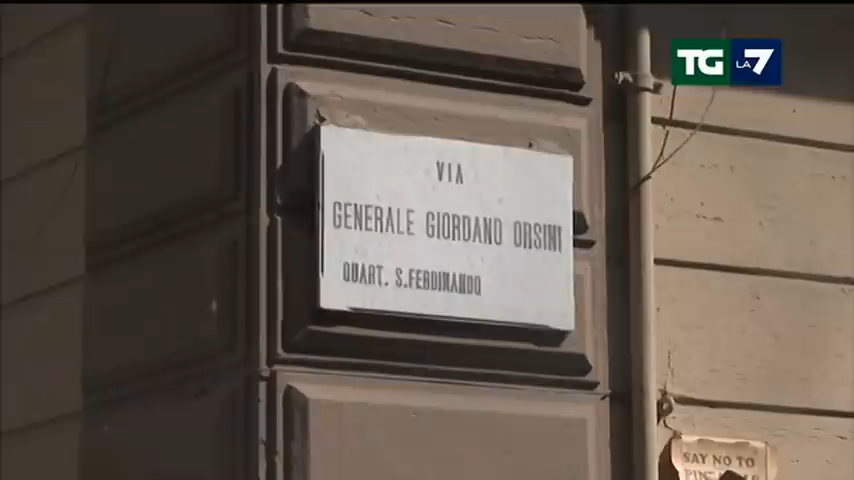 TG LA7
VIA
GENERALE GIORDANO ORSINI
QUART. S. FERDINANDO
SAY NO TO